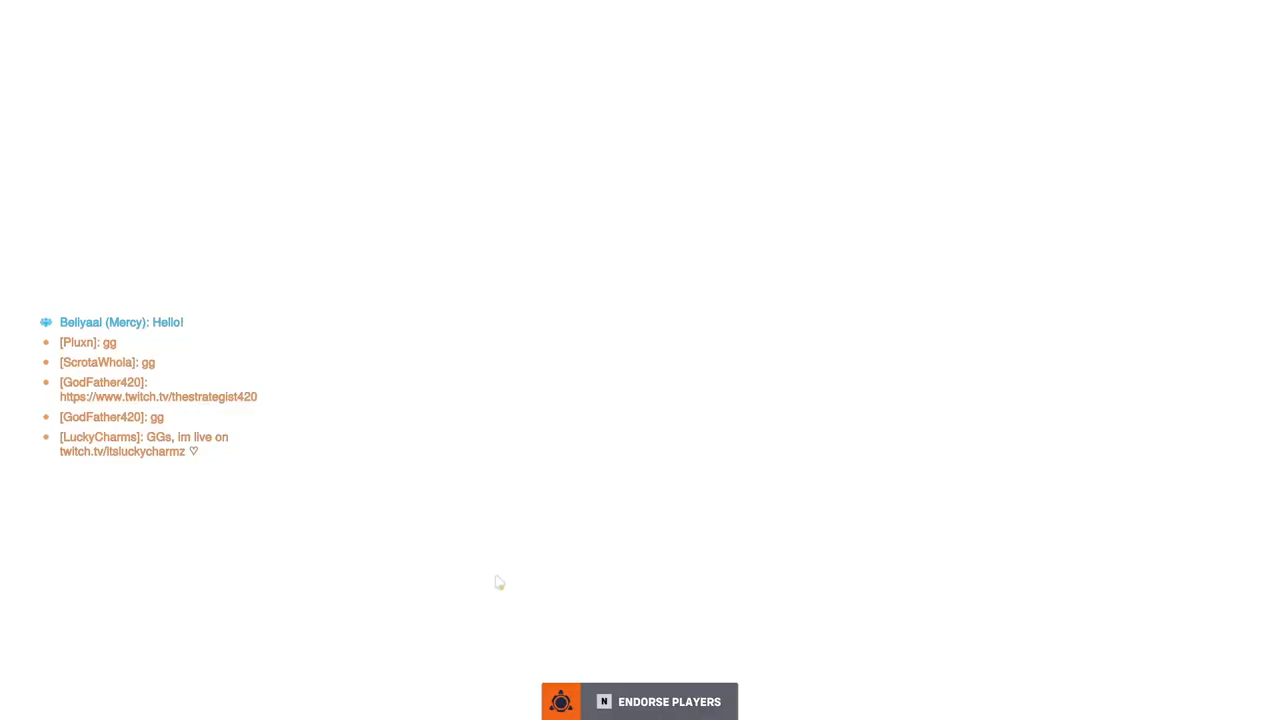 Beliyaal (Mercy): Hello!
[Pluxn]: gg
[ScrotaWhola]: gg
[GodFather420]:
https://www.twitch.tv/thestrategist420
[GodFather420]: gg
[LuckyCharms]: GGs, im live on
twitch.tv/itsluckycharmz ♡
N ENDORSE PLAYERS